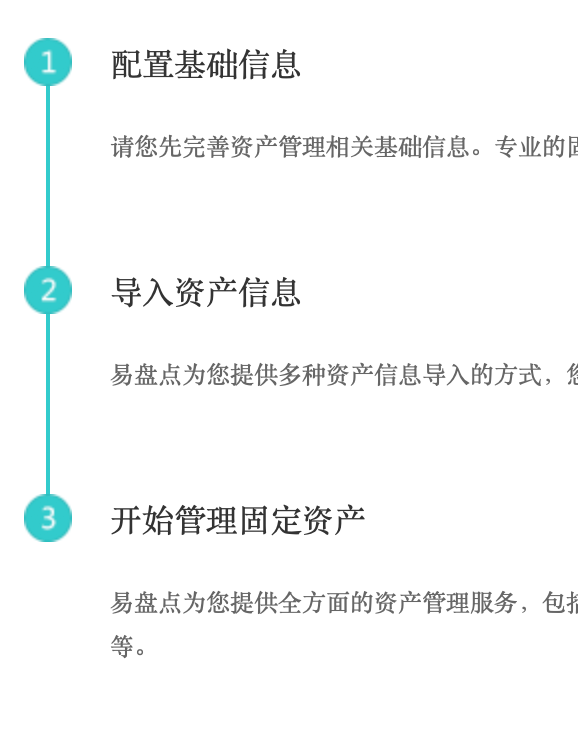 1 配置基础信息
请您先完善资产管理相关基础信息。专业的
2 导入资产信息
易盘点为您提供多种资产信息导入的方式，
3 开始管理固定资产
易盘点为您提供全方面的资产管理服务，包
等。